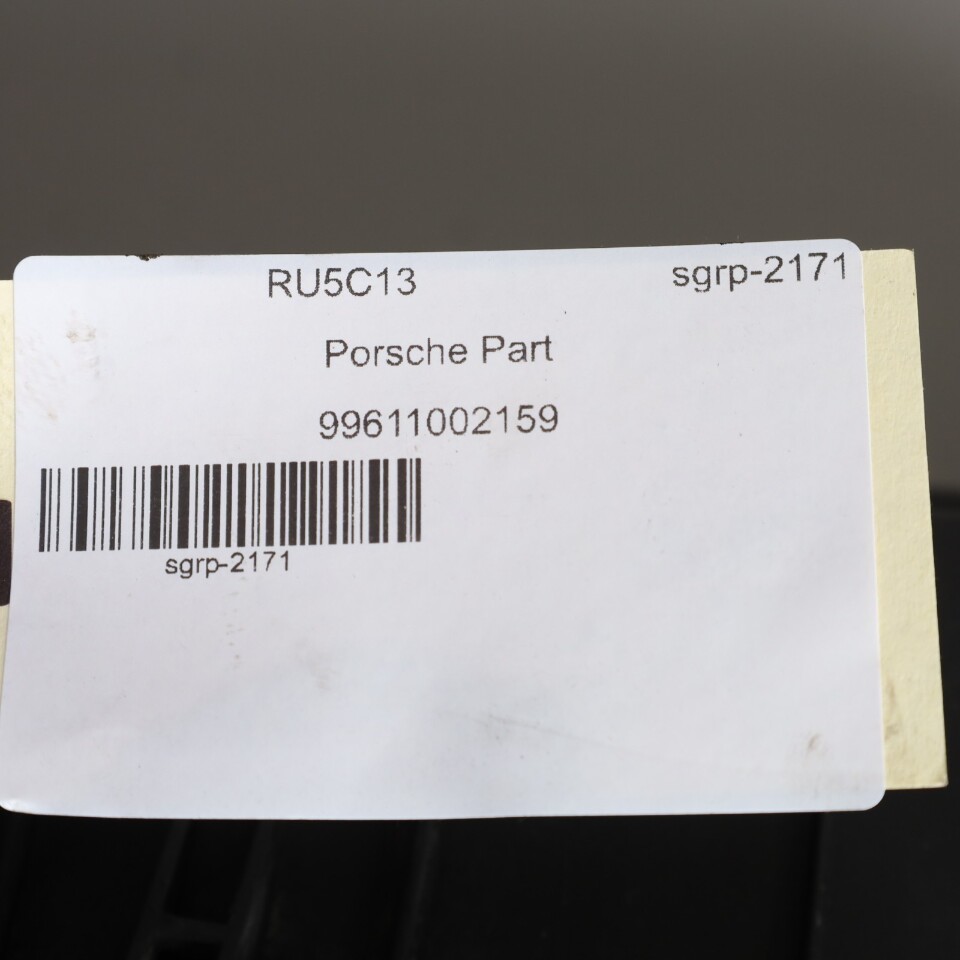 RU5C13 sgrp-2171
Porsche Part
99611002159
sgrp-2171